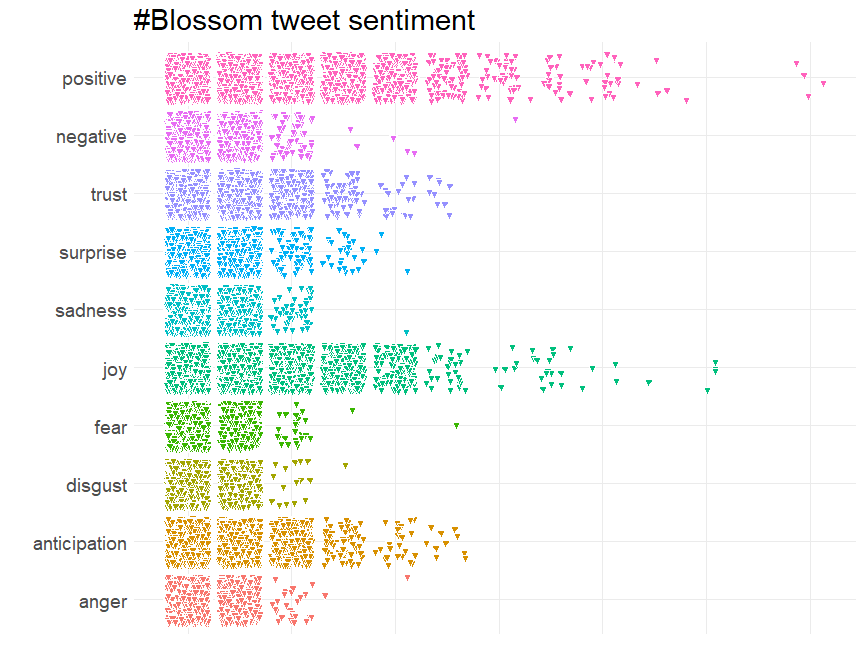 #Blossom tweet sentiment
positive
negative
trust
surprise
sadness
joy
fear
disgust
anticipation
anger